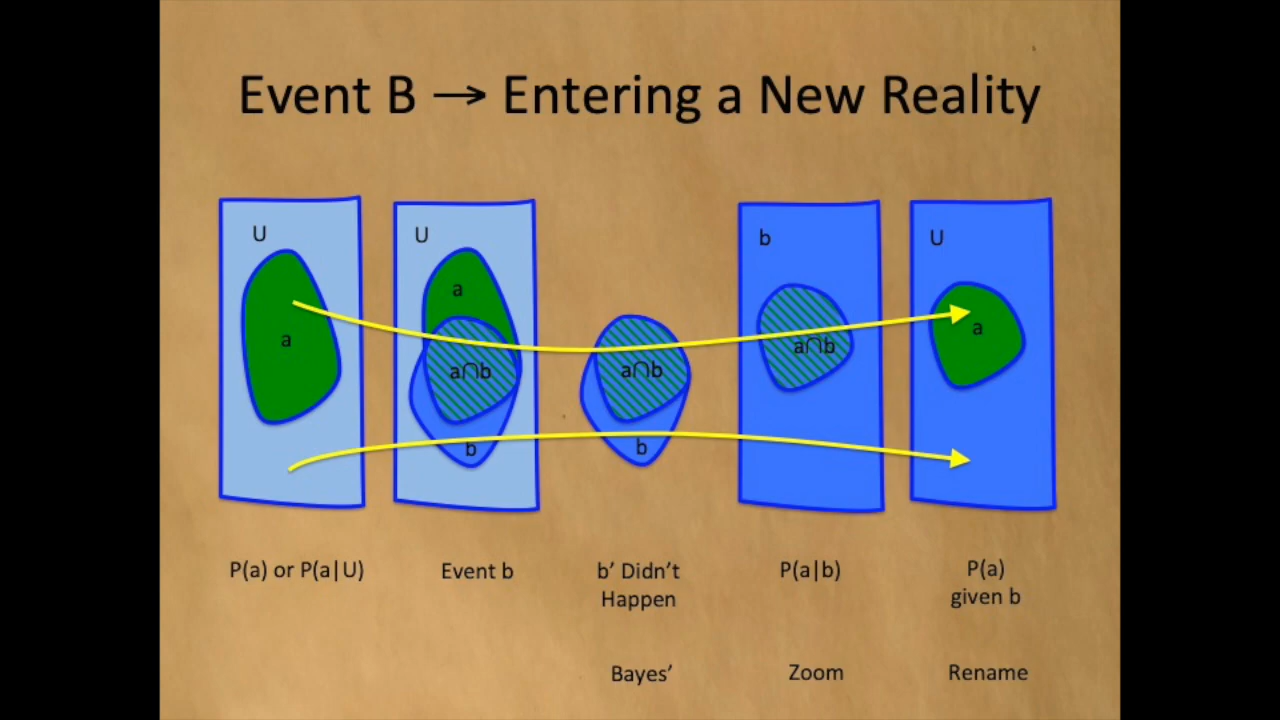 Event B → Entering a New Reality
U
a
U
a
a∩b
b
a∩b
b
b
a∩b
U
a
P(a) or P(a|U)
Event b
b’ Didn’t
Happen
P(a|b)
P(a)
given b
Bayes’
Zoom
Rename